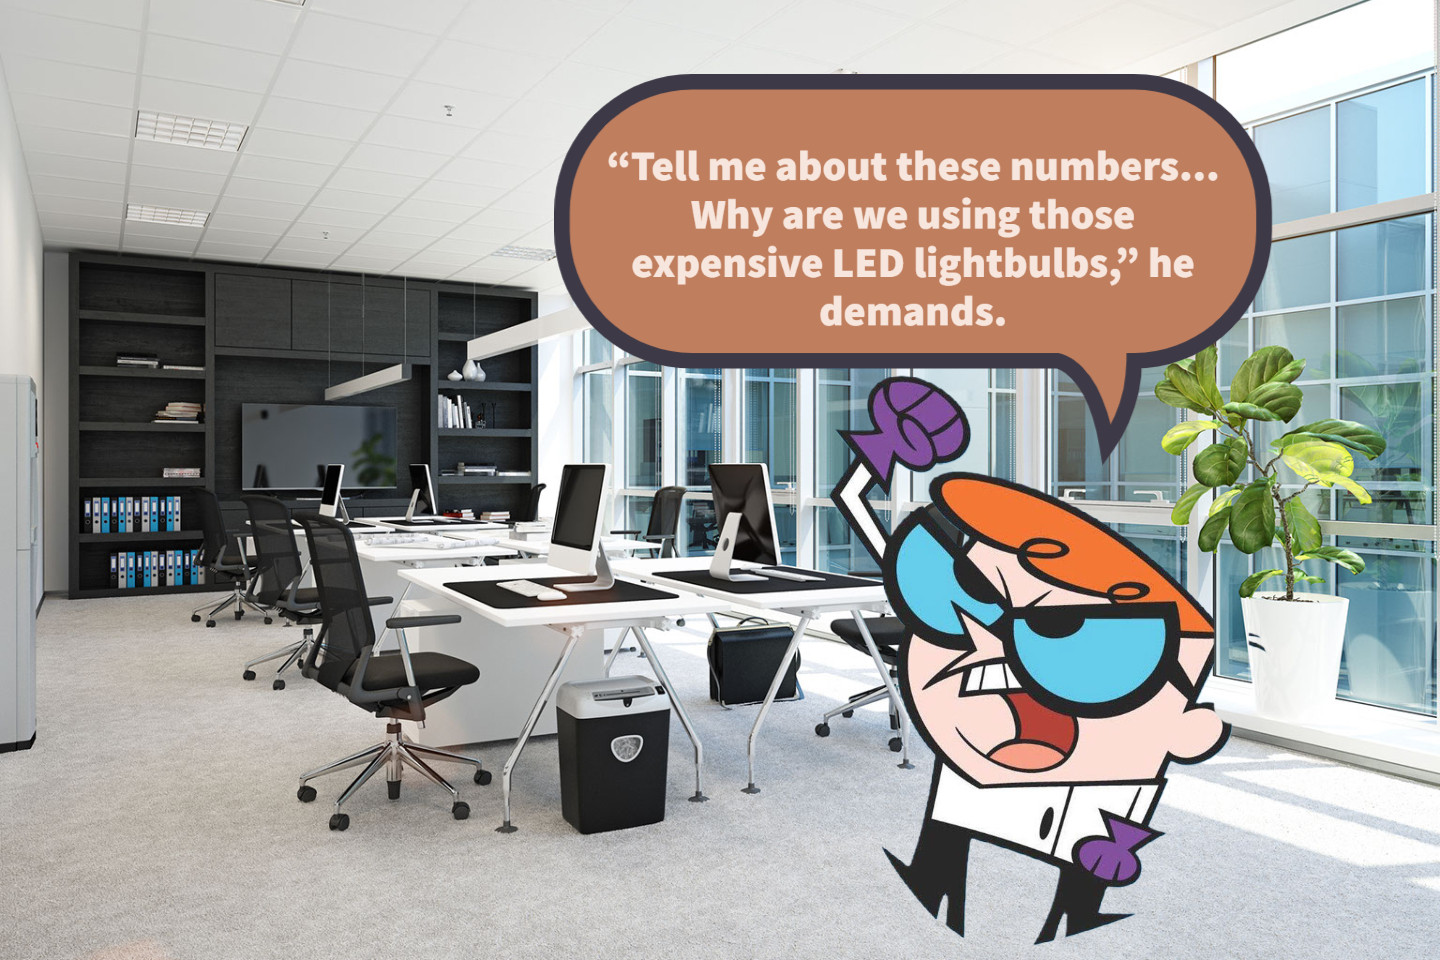 “Tell me about these numbers...
Why are we using those
expensive LED lightbulbs,” he
demands.